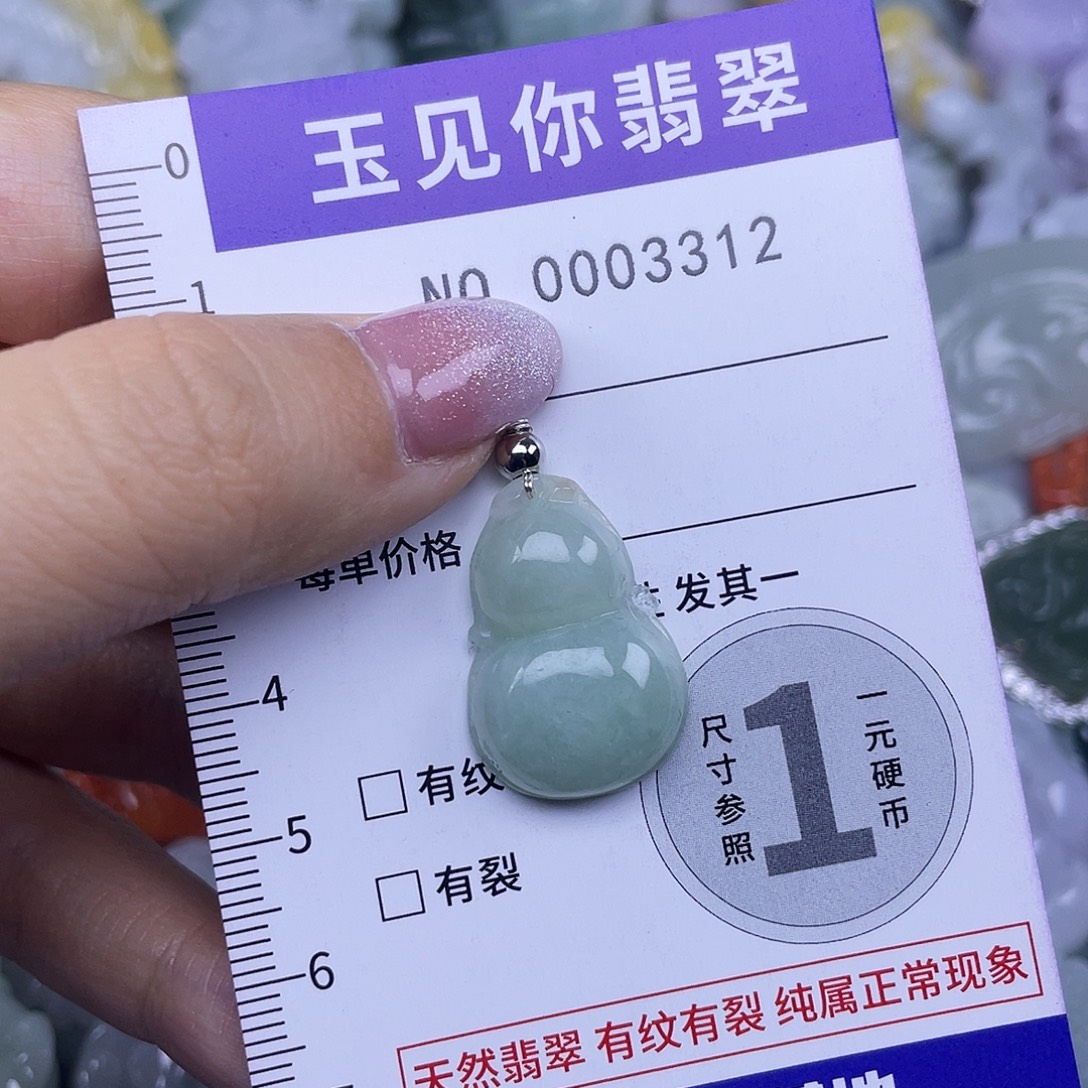 玉见你翡翠
0
NO 0003312
1
每单价格
发其一
4
尺寸参照
1
一元硬币
有纹
5
有裂
6
天然翡翠 有纹有裂 纯属正常现象